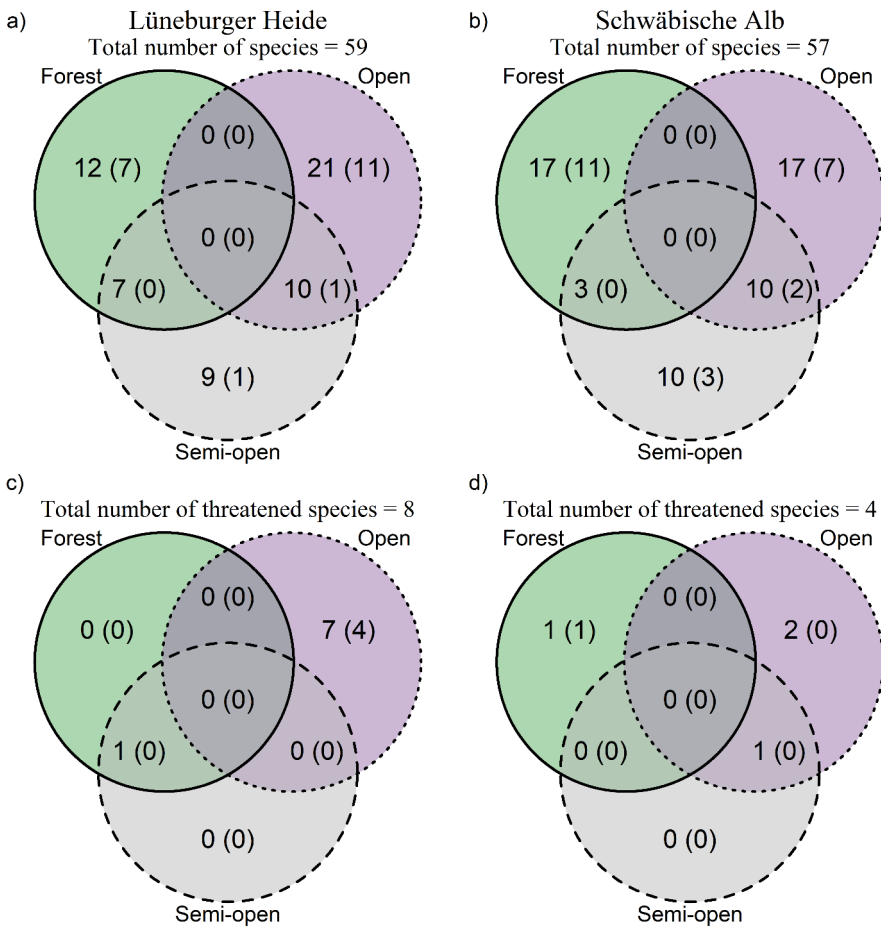 a)
Lüneburger Heide
Total number of species = 59
Forest
Open
0 (0)
12 (7)
21 (11)
0 (0)
7 (0)
10 (1)
9 (1)
Semi-open
b)
Schwäbische Alb
Total number of species = 57
Forest
Open
0 (0)
17 (11)
17 (7)
0 (0)
3 (0)
10 (2)
10 (3)
Semi-open
c)
Total number of threatened species = 8
Forest
Open
0 (0)
0 (0)
7 (4)
0 (0)
1 (0)
0 (0)
0 (0)
Semi-open
d)
Total number of threatened species = 4
Forest
Open
0 (0)
1 (1)
2 (0)
0 (0)
0 (0)
1 (0)
0 (0)
Semi-open